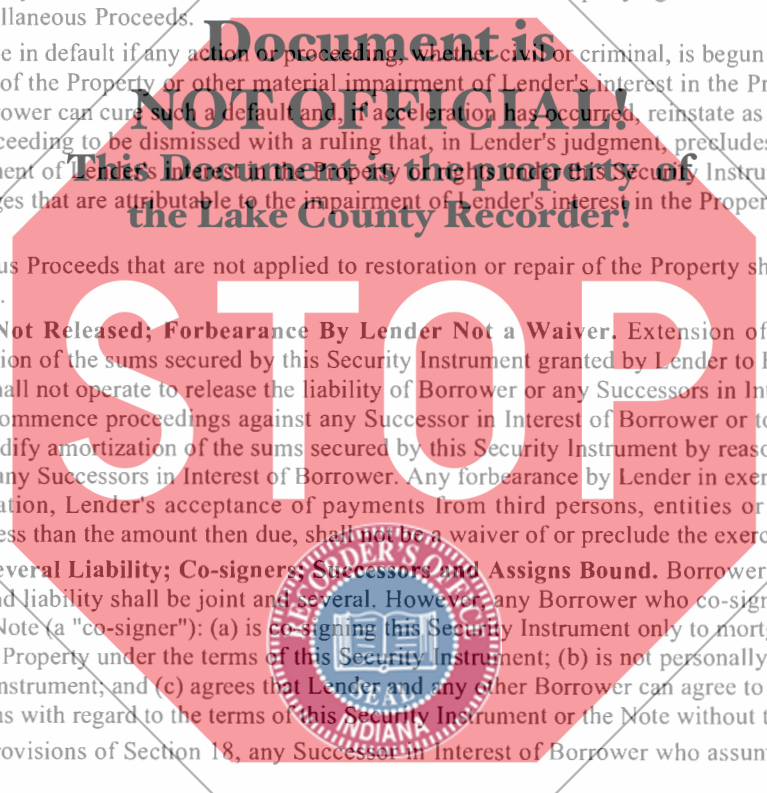 llaneous Proceeds.
Document is
e in default if any action or proceeding, whether civil or criminal, is begun
of the Property or other material impairment of Lender's interest in the Pr
NOT OFFICIAL!
ower can cure such a default and, if acceleration has occurred, reinstate as
ceeding to be dismissed with a ruling that, in Lender's judgment, precludes
This Document is the property of
ent of Lender's interest in the Property or rights under this Security Instru
ges that are attributable to the impairment of Lender's interest in the Proper
the Lake County Recorder!
us Proceeds that are not applied to restoration or repair of the Property sh
STOP
Not Released; Forbearance By Lender Not a Waiver. Extension of
ion of the sums secured by this Security Instrument granted by Lender to B
hall not operate to release the liability of Borrower or any Successors in Int
ommence proceedings against any Successor in Interest of Borrower or to
dify amortization of the sums secured by this Security Instrument by reaso
any Successors in Interest of Borrower. Any forbearance by Lender in exer
ation, Lender's acceptance of payments from third persons, entities or
ess than the amount then due, shall not be a waiver of or preclude the exerc
everal Liability; Co-signers; Successors and Assigns Bound. Borrower
nd liability shall be joint and several. However, any Borrower who co-sign
Note (a "co-signer"): (a) is co-signing this Security Instrument only to mortg
Property under the terms of this Security Instrument; (b) is not personally
nstrument; and (c) agrees that Lender and any other Borrower can agree to
SEAL
ns with regard to the terms of this Security Instrument or the Note without t
INDIANA
rovisions of Section 18, any Successor in Interest of Borrower who assum